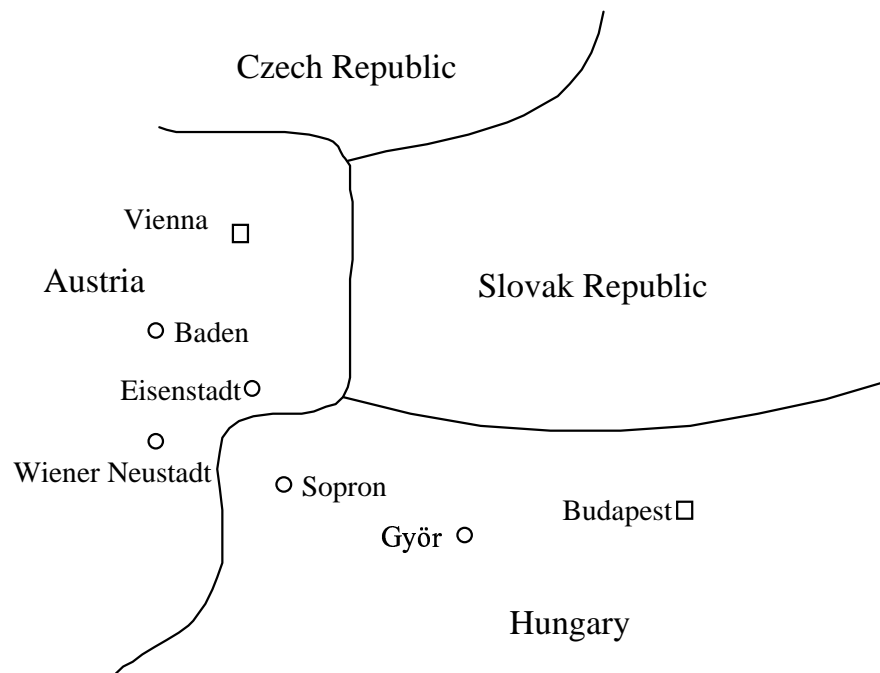 Czech Republic
Vienna
Austria
Slovak Republic
Baden
Eisenstadt
Wiener Neustadt
Sopron
Budapest
Györ
Hungary